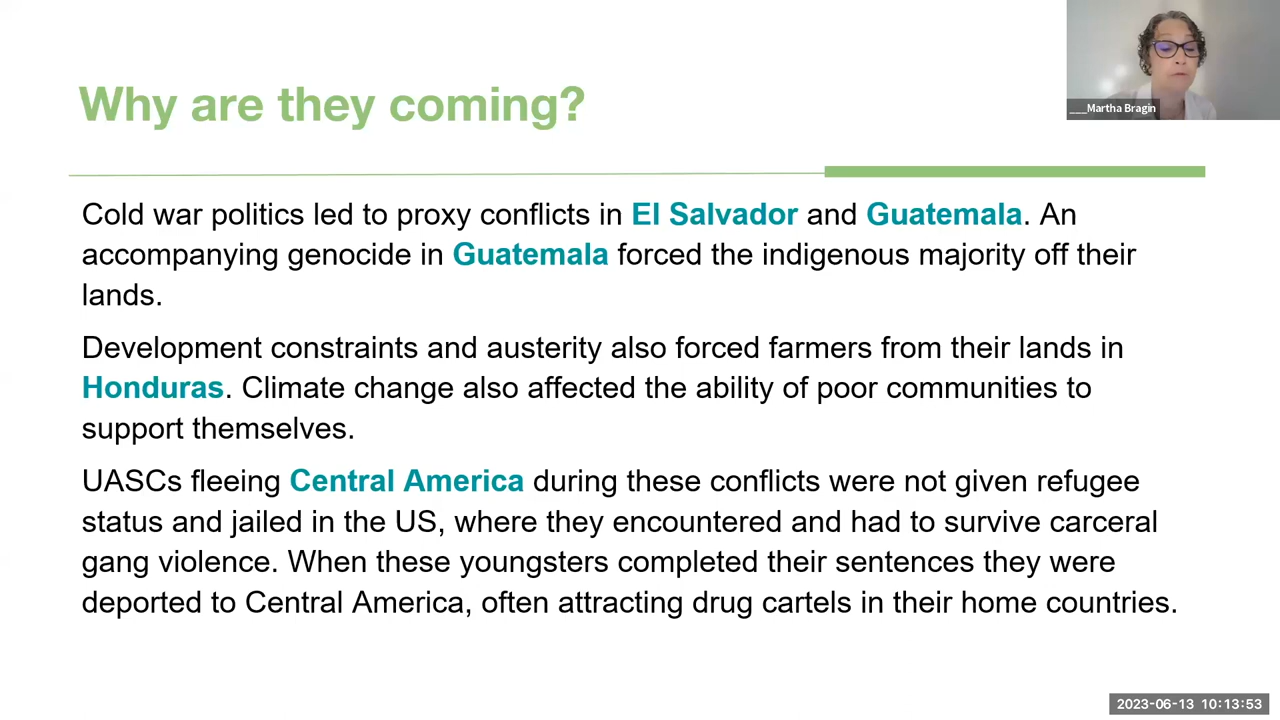 Why are they coming?
___Martha Bragin
Cold war politics led to proxy conflicts in El Salvador and Guatemala. An
accompanying genocide in Guatemala forced the indigenous majority off their
lands.
Development constraints and austerity also forced farmers from their lands in
Honduras. Climate change also affected the ability of poor communities to
support themselves.
UASCs fleeing Central America during these conflicts were not given refugee
status and jailed in the US, where they encountered and had to survive carceral
gang violence. When these youngsters completed their sentences they were
deported to Central America, often attracting drug cartels in their home countries.
2023-06-13 10:13:53